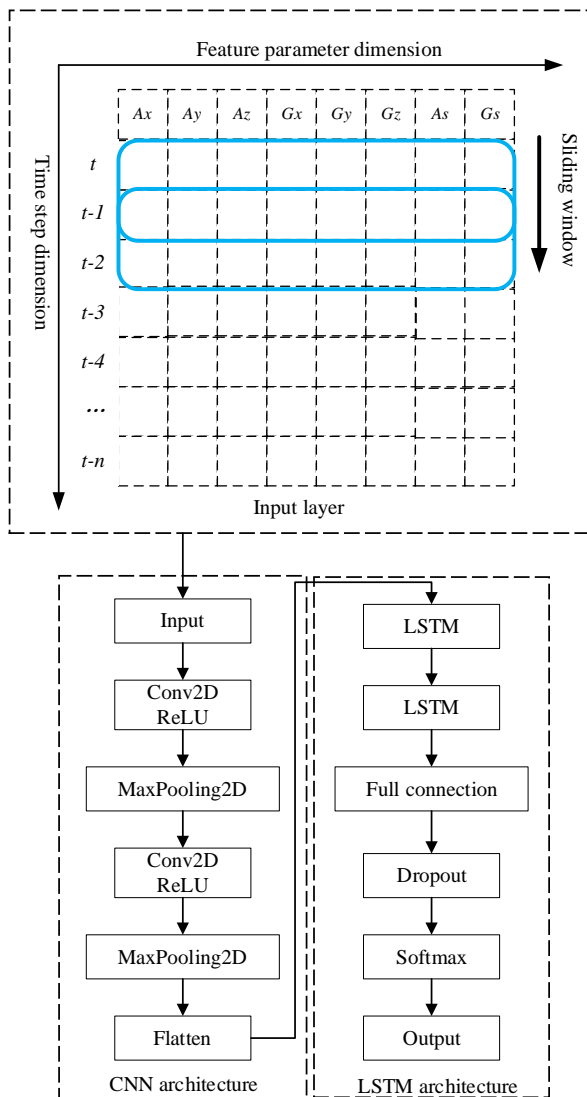 Feature parameter dimension
Time step dimension
Ax Ay Az Gx Gy Gz As Gs
t
t-1
t-2
t-3
t-4
...
t-n
Sliding window
Input layer
Input
Conv2D
ReLU
MaxPooling2D
Conv2D
ReLU
MaxPooling2D
Flatten
CNN architecture
LSTM
LSTM
Full connection
Dropout
Softmax
Output
LSTM architecture